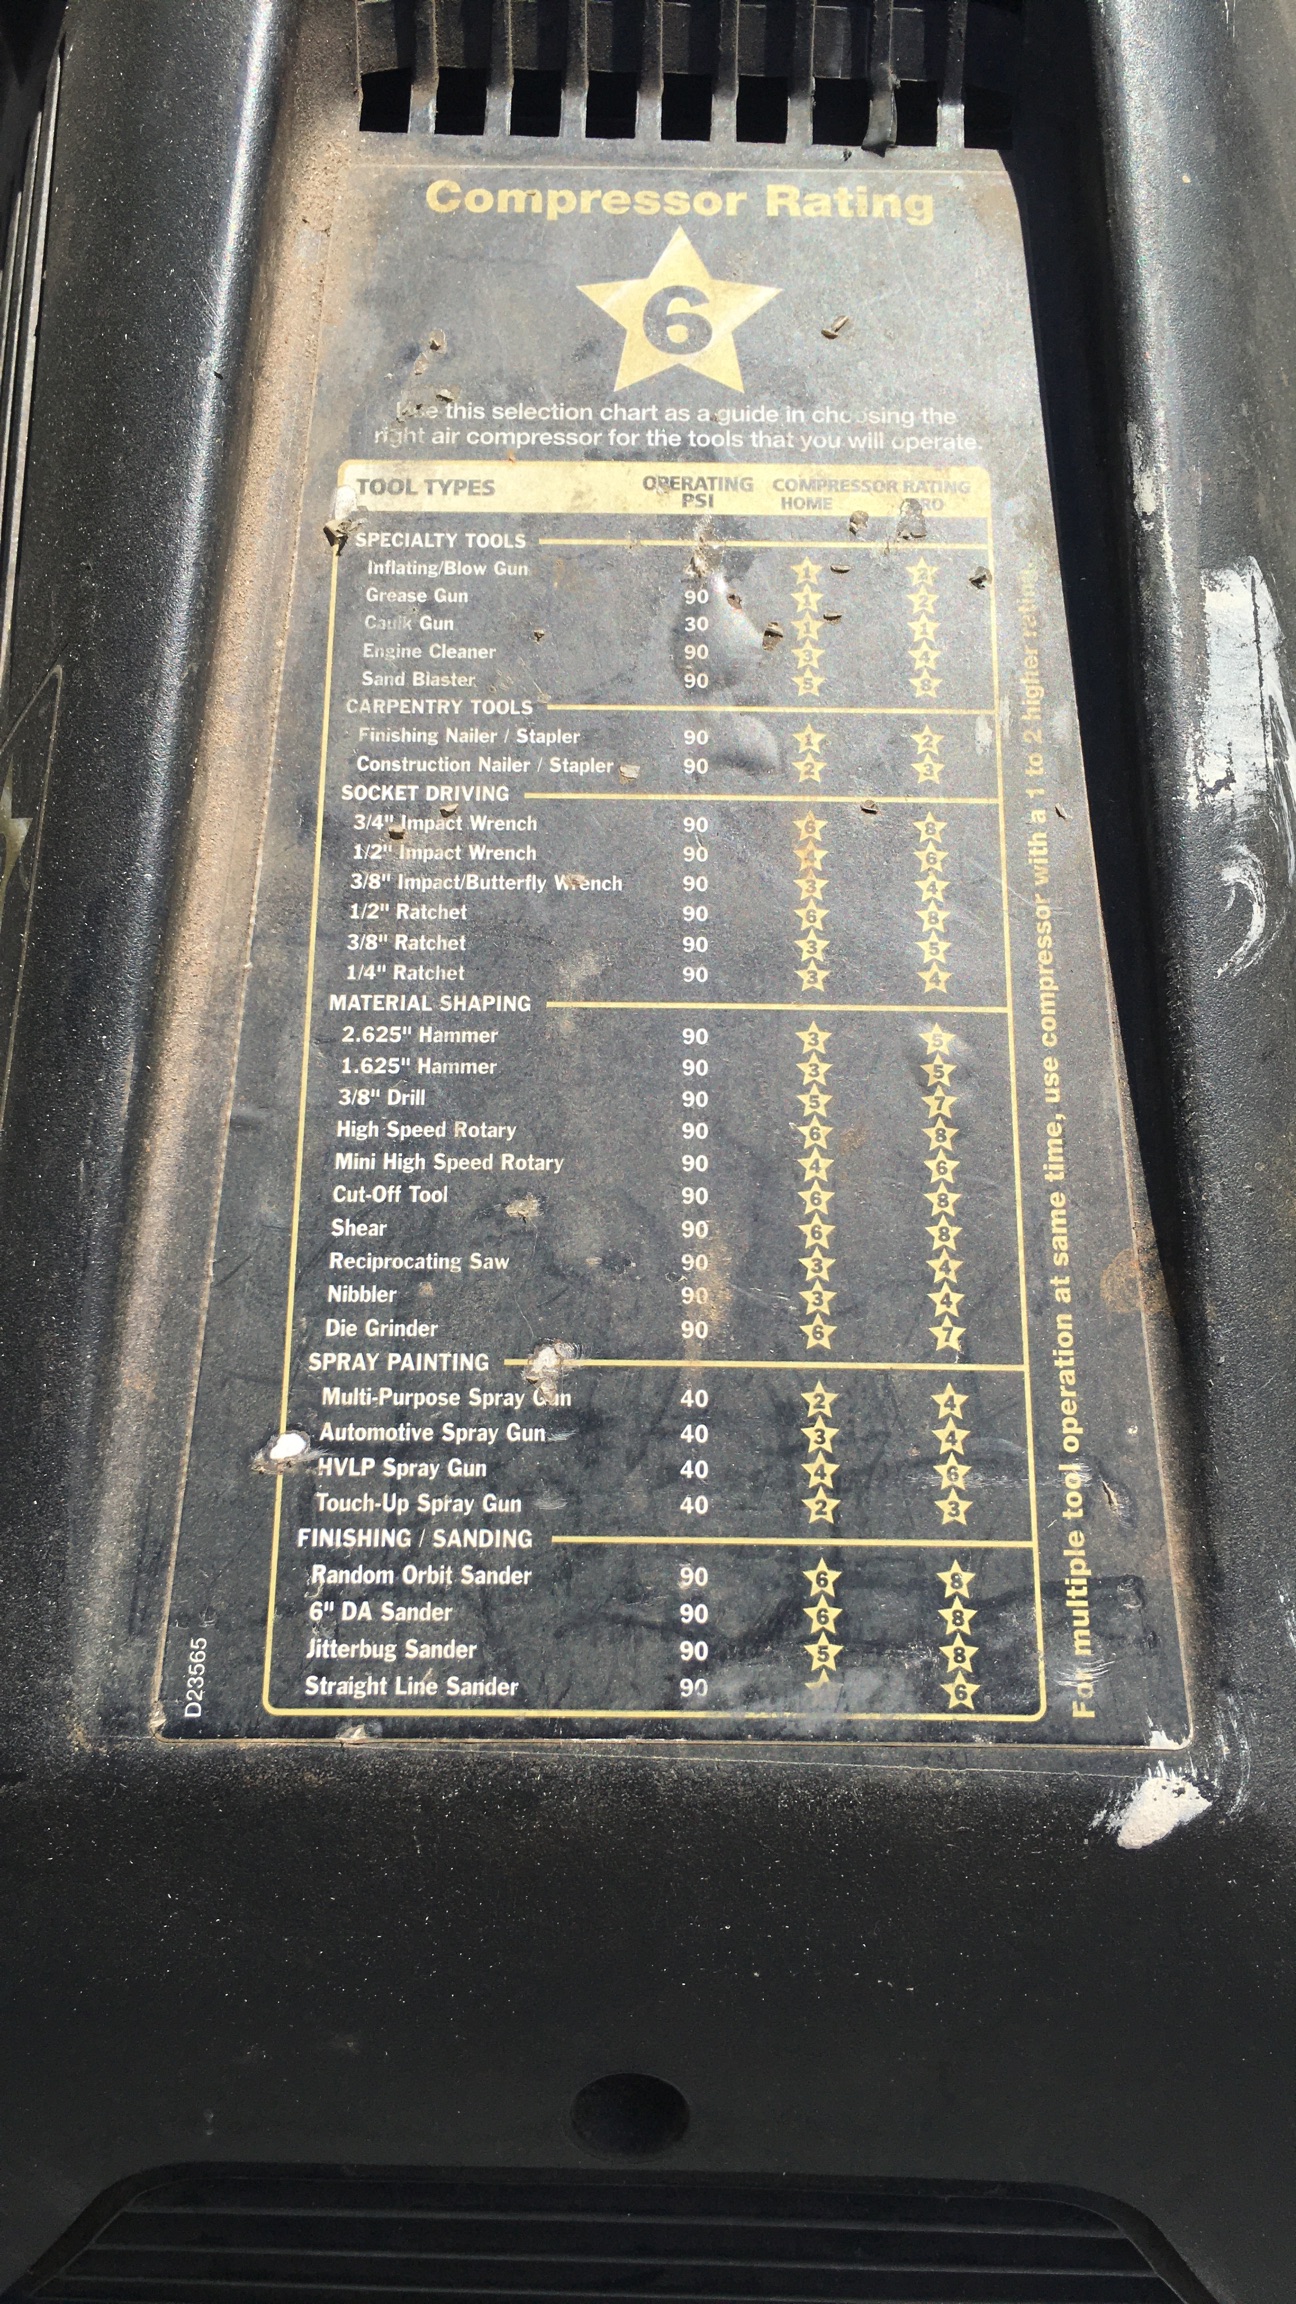 Compressor Rating
6
this selection chart as a guide in choosing the
right air compressor for the tools that you will operate.
TOOL TYPES OPERATING PSI COMPRESSOR RATING HOME PRO
SPECIALTY TOOLS
Inflating/Blow Gun 1 2
Grease Gun 90 1 2
Caulk Gun 30 1 1
Engine Cleaner 90 3 4
Sand Blaster 90 5
CARPENTRY TOOLS
Finishing Nailer / Stapler 90 1 2
Construction Nailer / Stapler 90 2 3
SOCKET DRIVING
3/4" Impact Wrench 90 6 8
1/2" Impact Wrench 90 4 6
3/8" Impact/Butterfly Wrench 90 3 4
1/2" Ratchet 90 6 8
3/8" Ratchet 90 3 5
1/4" Ratchet 90 3 4
MATERIAL SHAPING
2.625" Hammer 90 3 5
1.625" Hammer 90 3 5
3/8" Drill 90 5 7
High Speed Rotary 90 6 8
Mini High Speed Rotary 90 4 6
Cut-Off Tool 90 6 8
Shear 90 6 8
Reciprocating Saw 90 3 4
Nibbler 90 3 4
Die Grinder 90 6 7
SPRAY PAINTING
Multi-Purpose Spray Gun 40 2 4
Automotive Spray Gun 40 3 4
HVLP Spray Gun 40 4 6
Touch-Up Spray Gun 40 2 3
FINISHING / SANDING
Random Orbit Sander 90 6 8
6" DA Sander 90 6 8
Jitterbug Sander 90 5 8
Straight Line Sander 90 6
For multiple tool operation at same time, use compressor with a 1 to 2 higher rating
D23565